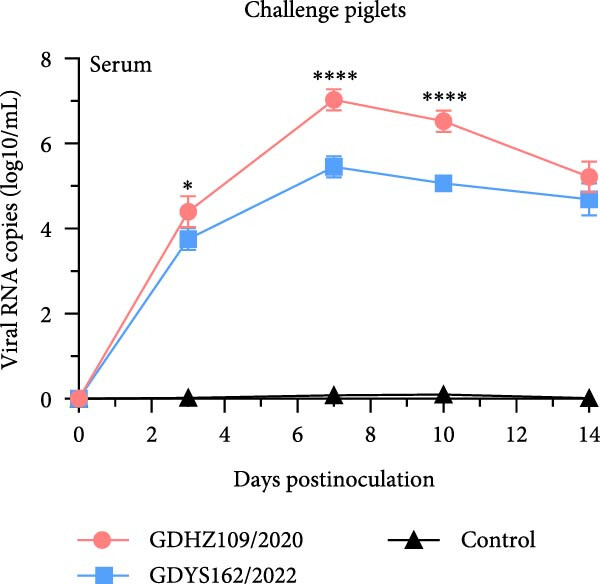 Challenge piglets
Serum
Viral RNA copies (log10/mL)
8
6
4
2
0
*
****
****
0 2 4 6 8 10 12 14
Days postinoculation
GDHZ109/2020 Control
GDYS162/2022